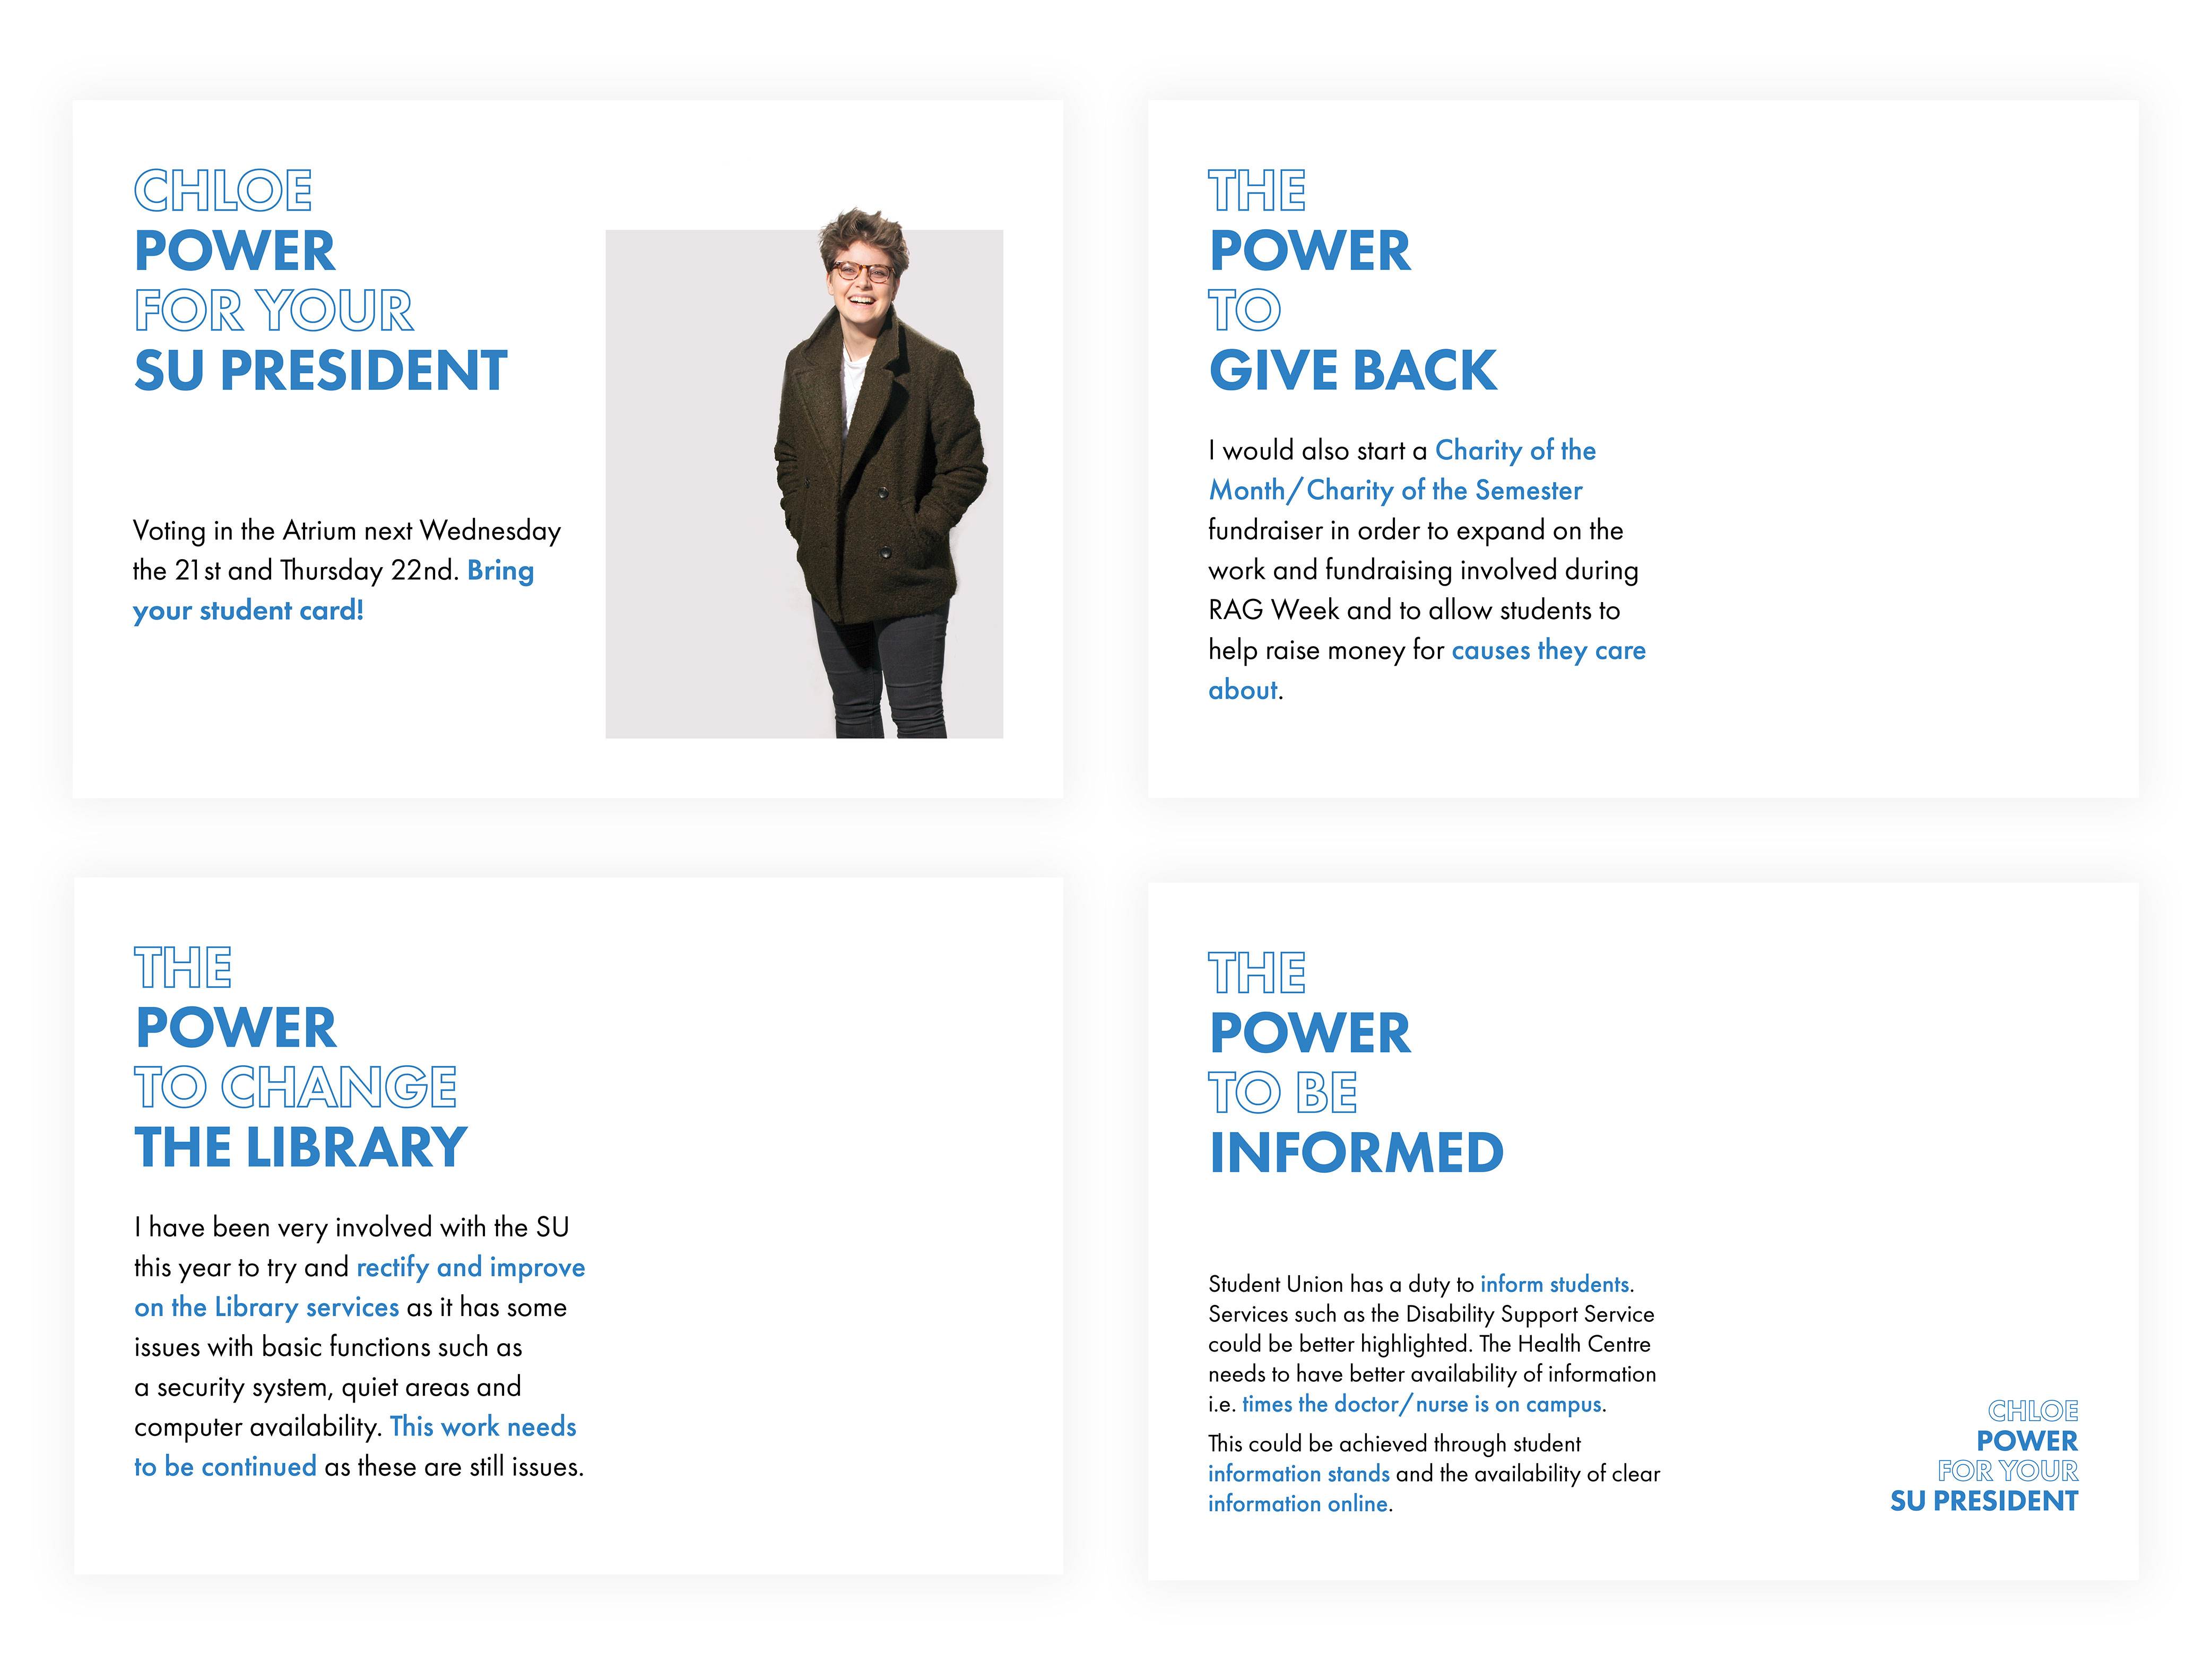 CHLOE
POWER
FOR YOUR
SU PRESIDENT
Voting in the Atrium next Wednesday
the 21st and Thursday 22nd. Bring
your student card!
THE
POWER
TO
GIVE BACK
I would also start a Charity of the
Month/Charity of the Semester
fundraiser in order to expand on the
work and fundraising involved during
RAG Week and to allow students to
help raise money for causes they care
about.
THE
POWER
TO CHANGE
THE LIBRARY
I have been very involved with the SU
this year to try and rectify and improve
on the Library services as it has some
issues with basic functions such as
a security system, quiet areas and
computer availability. This work needs
to be continued as these are still issues.
THE
POWER
TO BE
INFORMED
Student Union has a duty to inform students.
Services such as the Disability Support Service
could be better highlighted. The Health Centre
needs to have better availability of information
i.e. times the doctor/nurse is on campus.
This could be achieved through student
information stands and the availability of clear
information online.
CHLOE
POWER
FOR YOUR
SU PRESIDENT